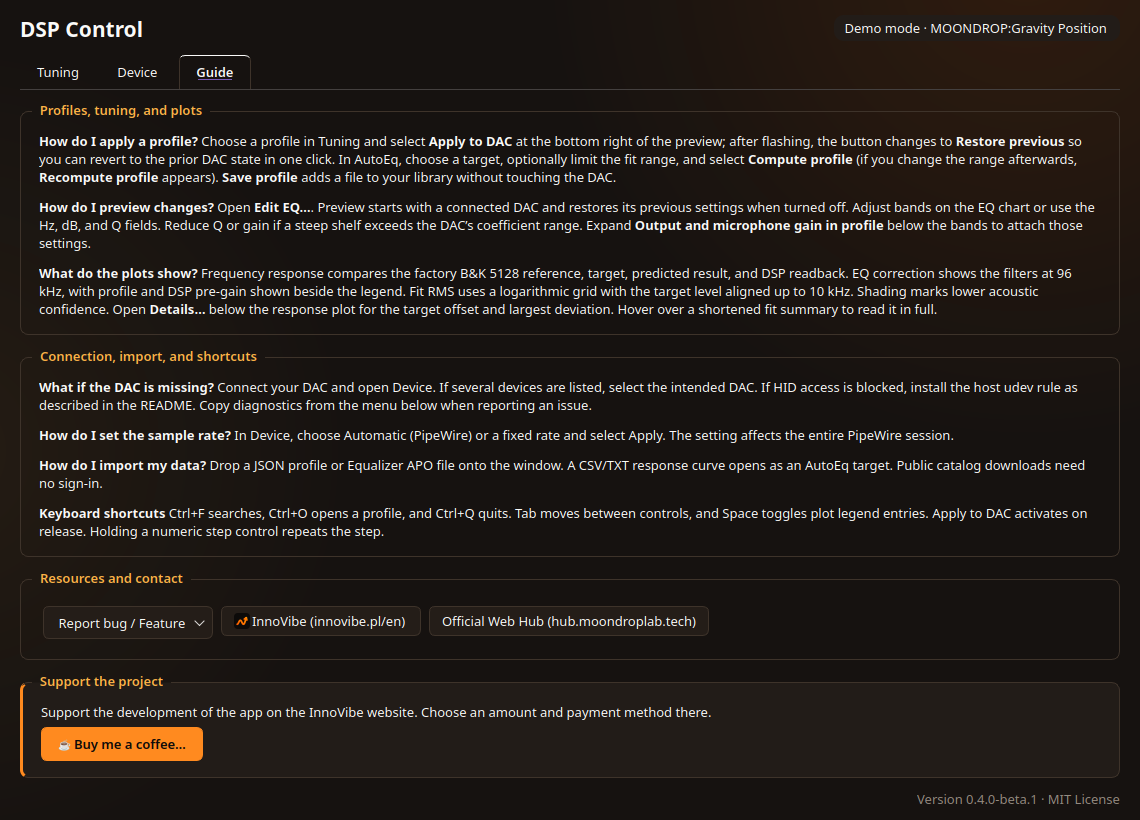 DSP Control
Demo mode · MOONDROP:Gravity Position
Tuning
Device
Guide
Profiles, tuning, and plots
How do I apply a profile? Choose a profile in Tuning and select Apply to DAC at the bottom right of the preview; after flashing, the button changes to Restore previous so
you can revert to the prior DAC state in one click. In AutoEq, choose a target, optionally limit the fit range, and select Compute profile (if you change the range afterwards,
Recompute profile appears). Save profile adds a file to your library without touching the DAC.
How do I preview changes? Open Edit EQ.... Preview starts with a connected DAC and restores its previous settings when turned off. Adjust bands on the EQ chart or use the
Hz, dB, and Q fields. Reduce Q or gain if a steep shelf exceeds the DAC’s coefficient range. Expand Output and microphone gain in profile below the bands to attach those
settings.
What do the plots show? Frequency response compares the factory B&K 5128 reference, target, predicted result, and DSP readback. EQ correction shows the filters at 96
kHz, with profile and DSP pre-gain shown beside the legend. Fit RMS uses a logarithmic grid with the target level aligned up to 10 kHz. Shading marks lower acoustic
confidence. Open Details... below the response plot for the target offset and largest deviation. Hover over a shortened fit summary to read it in full.
Connection, import, and shortcuts
What if the DAC is missing? Connect your DAC and open Device. If several devices are listed, select the intended DAC. If HID access is blocked, install the host udev rule as
described in the README. Copy diagnostics from the menu below when reporting an issue.
How do I set the sample rate? In Device, choose Automatic (PipeWire) or a fixed rate and select Apply. The setting affects the entire PipeWire session.
How do I import my data? Drop a JSON profile or Equalizer APO file onto the window. A CSV/TXT response curve opens as an AutoEq target. Public catalog downloads need
no sign-in.
Keyboard shortcuts Ctrl+F searches, Ctrl+O opens a profile, and Ctrl+Q quits. Tab moves between controls, and Space toggles plot legend entries. Apply to DAC activates on
release. Holding a numeric step control repeats the step.
Resources and contact
Report bug / Feature
InnoVibe (innovibe.pl/en)
Official Web Hub (hub.moondroplab.tech)
Support the project
Support the development of the app on the InnoVibe website. Choose an amount and payment method there.
Buy me a coffee...
Version 0.4.0-beta.1 · MIT License